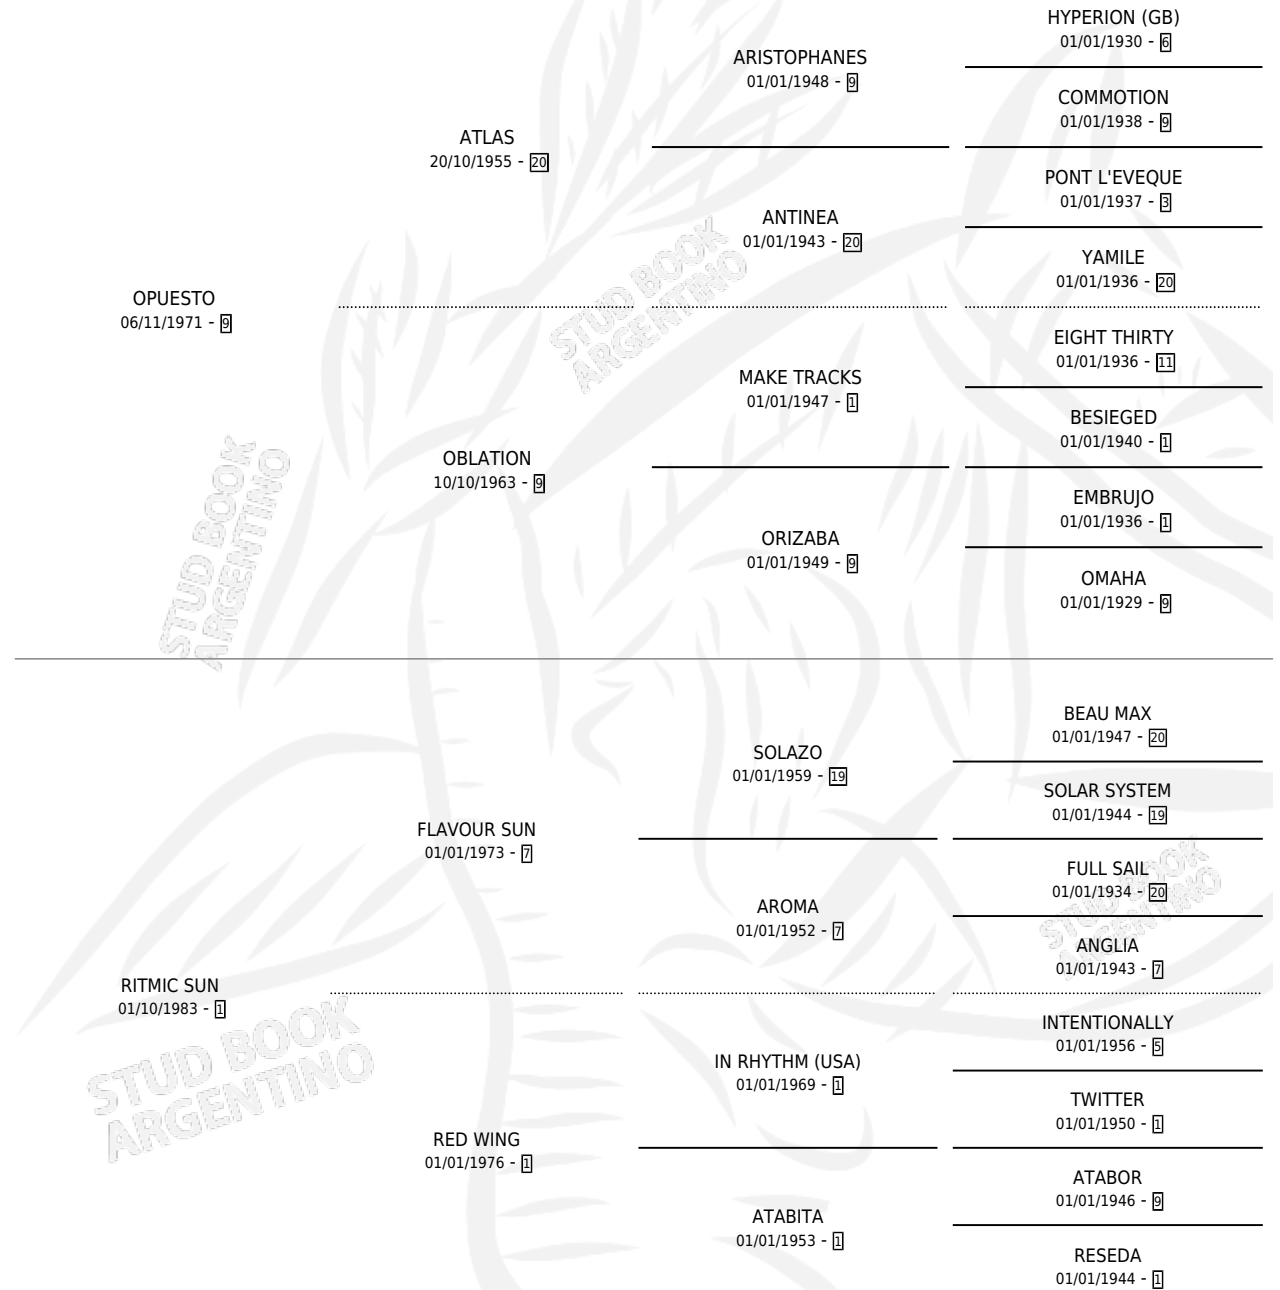 HYPERION (GB)
01/01/1930 - 6
ARISTOPHANES
01/01/1948 - 9
COMMOTION
01/01/1938 - 9
ATLAS
20/10/1955 - 20
PONT L'EVEQUE
01/01/1937 - 3
ANTINEA
01/01/1943 - 20
YAMILE
01/01/1936 - 20
OPUESTO
06/11/1971 - 9
STUD BOOK
ARGENTINO
EIGHT THIRTY
01/01/1936 - 11
MAKE TRACKS
01/01/1947 - 1
BESIEGED
01/01/1940 - 1
OBLATION
10/10/1963 - 9
EMBRUJO
01/01/1936 - 1
ORIZABA
01/01/1949 - 9
OMAHA
01/01/1929 - 9
STUD BOOK
ARGENTINO
BEAU MAX
01/01/1947 - 20
SOLAZO
01/01/1959 - 19
SOLAR SYSTEM
01/01/1944 - 19
FLAVOUR SUN
01/01/1973 - 7
FULL SAIL
01/01/1934 - 20
AROMA
01/01/1952 - 7
STUD BOOK
ARGENTINO
ANGLIA
01/01/1943 - 7
RITMIC SUN
01/10/1983 - 1
INTENTIONALLY
01/01/1956 - 5
IN RHYTHM (USA)
01/01/1969 - 1
STUD BOOK
ARGENTINO
TWITTER
01/01/1950 - 1
RED WING
01/01/1976 - 1
ATABOR
01/01/1946 - 9
ATABITA
01/01/1953 - 1
RESEDA
01/01/1944 - 1